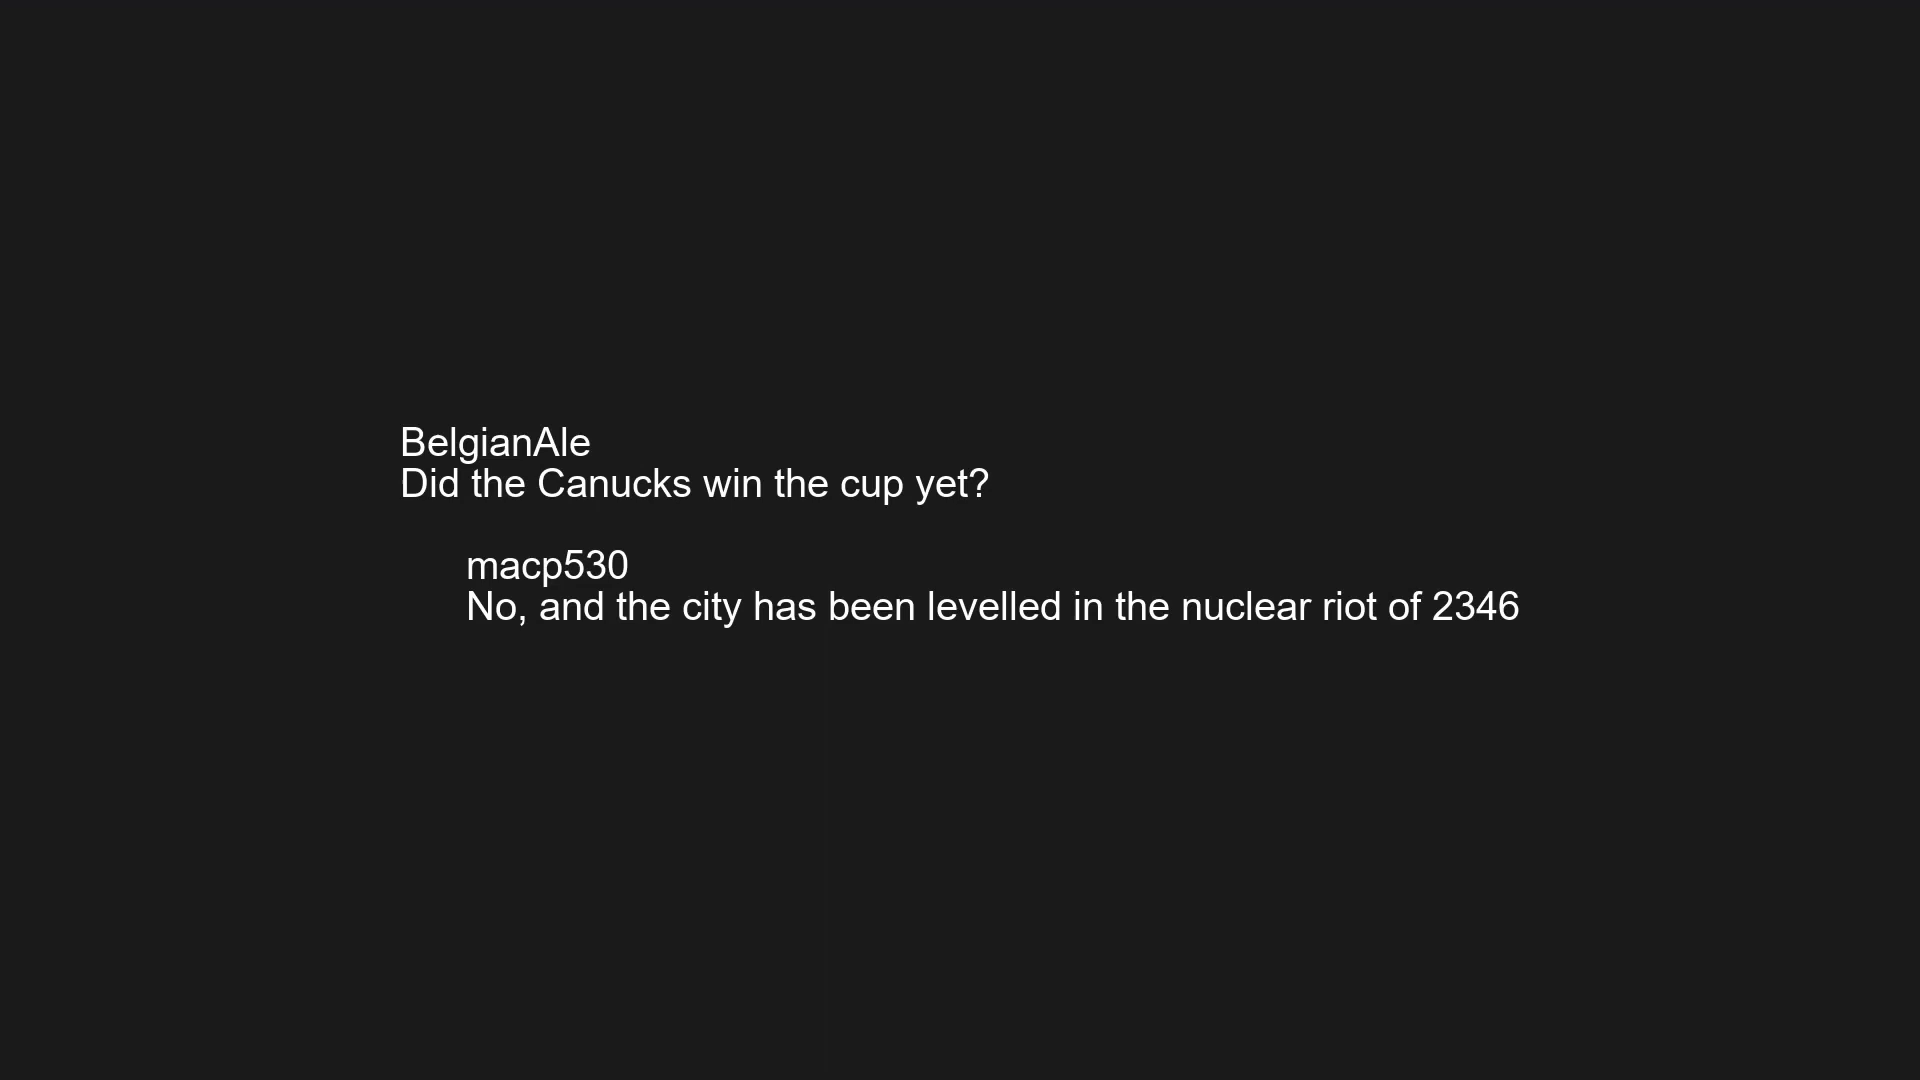 BelgianAle
Did the Canucks win the cup yet?
macp530
No, and the city has been levelled in the nuclear riot of 2346